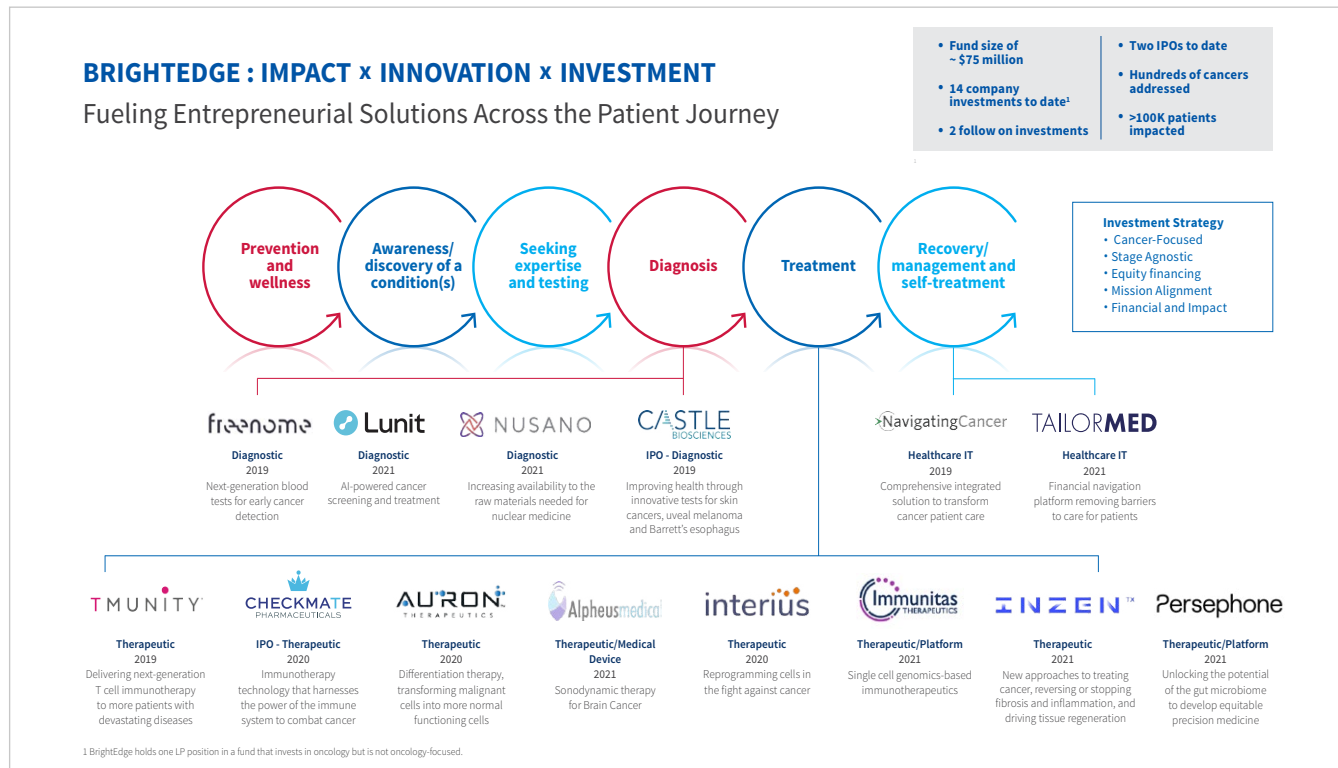 BRIGHTEDGE : IMPACT x INNOVATION x INVESTMENT
Fueling Entrepreneurial Solutions Across the Patient Journey
• Fund size of
~ $75 million
• 14 company
investments to date¹
• 2 follow on investments
• Two IPOs to date
• Hundreds of cancers
addressed
• >100K patients
impacted
1
Prevention
and
wellness
Awareness/
discovery of a
condition(s)
Seeking
expertise
and testing
Diagnosis
Treatment
Recovery/
management and
self-treatment
Investment Strategy
• Cancer-Focused
• Stage Agnostic
• Equity financing
• Mission Alignment
• Financial and Impact
freenome
Diagnostic
2019
Next-generation blood
tests for early cancer
detection
Lunit
Diagnostic
2021
AI-powered cancer
screening and treatment
NUSANO
Diagnostic
2021
Increasing availability to the
raw materials needed for
nuclear medicine
CASTLE
BIOSCIENCES
IPO - Diagnostic
2019
Improving health through
innovative tests for skin
cancers, uveal melanoma
and Barrett's esophagus
NavigatingCancer
Healthcare IT
2019
Comprehensive integrated
solution to transform
cancer patient care
TAILORMED
Healthcare IT
2021
Financial navigation
platform removing barriers
to care for patients
TMUNITY
Therapeutic
2019
Delivering next-generation
T cell immunotherapy
to more patients with
devastating diseases
CHECKMATE
PHARMACEUTICALS
IPO - Therapeutic
2020
Immunotherapy
technology that harnesses
the power of the immune
system to combat cancer
AURON
THERAPEUTICS
Therapeutic
2020
Differentiation therapy,
transforming malignant
cells into more normal
functioning cells
Alpheusmedical
Therapeutic/Medical
Device
2021
Sonodynamic therapy
for Brain Cancer
interius
Therapeutic
2020
Reprogramming cells in
the fight against cancer
Immunitas
THERAPEUTICS
Therapeutic/Platform
2021
Single cell genomics-based
immunotherapeutics
INZEN TX
Therapeutic
2021
New approaches to treating
cancer, reversing or stopping
fibrosis and inflammation, and
driving tissue regeneration
Persephone
Therapeutic/Platform
2021
Unlocking the potential
of the gut microbiome
to develop equitable
precision medicine
1 BrightEdge holds one LP position in a fund that invests in oncology but is not oncology-focused.